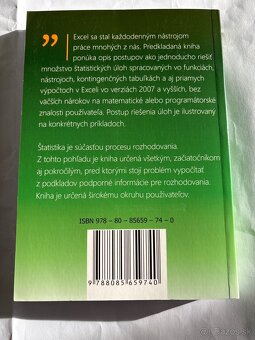 ”
Excel sa stal každodenným nástrojom
práce mnohých z nás. Predkladaná kniha
ponúka opis postupov ako jednoducho riešiť
množstvo štatistických úloh spracovaných vo funkciách,
nástrojoch, kontingenčných tabuľkách a aj priamych
výpočtoch v Exceli vo verziách 2007 a vyšších, bez
väčších nárokov na matematické alebo programátorské
znalosti používateľa. Postup riešenia úloh je ilustrovaný
na konkrétnych príkladoch.
Štatistika je súčasťou procesu rozhodovania.
Z tohto pohľadu je kniha určená všetkým, začiatočníkom
aj pokročilým, pred ktorými stojí problém vypočítať
z podkladov podporné informácie pre rozhodovania.
Kniha je určená širokému okruhu používateľov.
ISBN 978 – 80 – 85659 – 74 – 0
9 788085 659740
bazos.sk